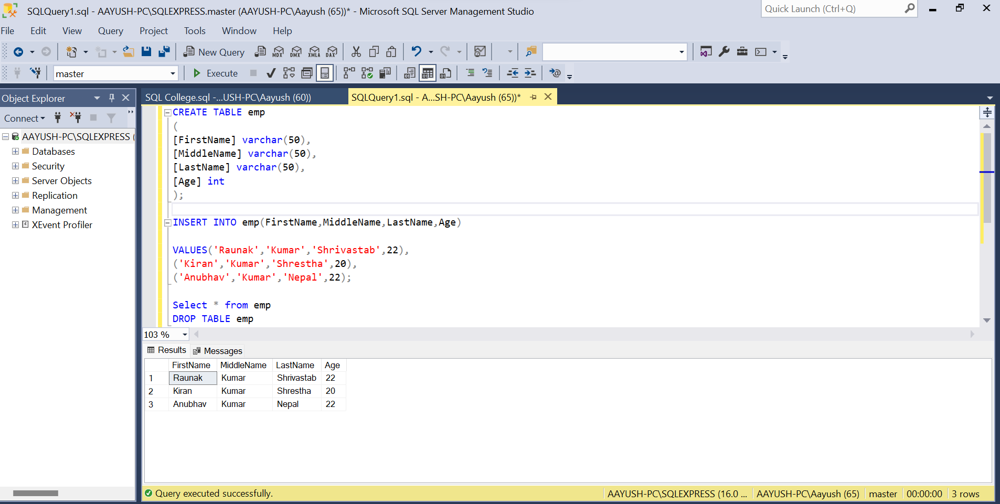 SQLQuery1.sql - AAYUSH-PC\SQLEXPRESS.master (AAYUSH-PC\Aayush (65))* - Microsoft SQL Server Management Studio
Quick Launch (Ctrl+Q)
File Edit View Query Project Tools Window Help
New Query MDX DMX XMLA DAX
master Execute
Object Explorer
Connect
AAYUSH-PC\SQLEXPRESS (
Databases
Security
Server Objects
Replication
Management
XEvent Profiler
SQL College.sql -...USH-PC\Aayush (60)) SQLQuery1.sql - A...SH-PC\Aayush (65))*
CREATE TABLE emp
(
[FirstName] varchar(50),
[MiddleName] varchar(50),
[LastName] varchar(50),
[Age] int
);
INSERT INTO emp(FirstName,MiddleName,LastName,Age)
VALUES('Raunak','Kumar','Shrivastab',22),
('Kiran','Kumar','Shrestha',20),
('Anubhav','Kumar','Nepal',22);
Select * from emp
DROP TABLE emp
103 %
Results Messages
FirstName MiddleName LastName Age
1 Raunak Kumar Shrivastab 22
2 Kiran Kumar Shrestha 20
3 Anubhav Kumar Nepal 22
Query executed successfully. AAYUSH-PC\SQLEXPRESS (16.0 ... AAYUSH-PC\Aayush (65) master 00:00:00 3 rows